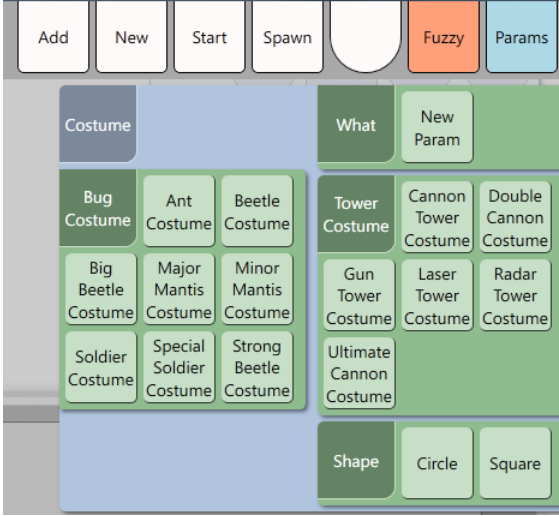 Add New Start Spawn Fuzzy Params
Costume
Bug
Costume
Ant
Costume
Beetle
Costume
Big
Beetle
Costume
Major
Mantis
Costume
Minor
Mantis
Costume
Soldier
Costume
Special
Soldier
Costume
Strong
Beetle
Costume
What
New
Param
Tower
Costume
Cannon
Tower
Costume
Double
Cannon
Costume
Gun
Tower
Costume
Laser
Tower
Costume
Radar
Tower
Costume
Ultimate
Cannon
Costume
Shape
Circle
Square